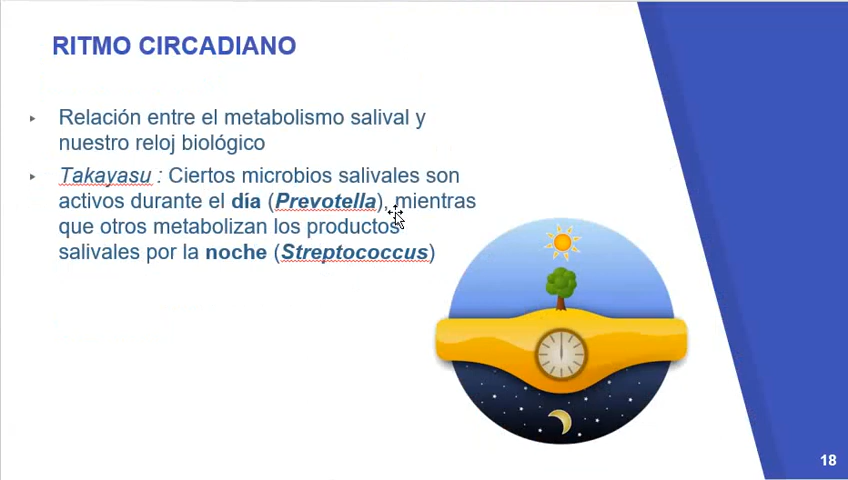 RITMO CIRCADIANO
Relación entre el metabolismo salival y
nuestro reloj biológico
Takayasu : Ciertos microbios salivales son
activos durante el día (Prevotella), mientras
que otros metabolizan los productos
salivales por la noche (Streptococcus)
18